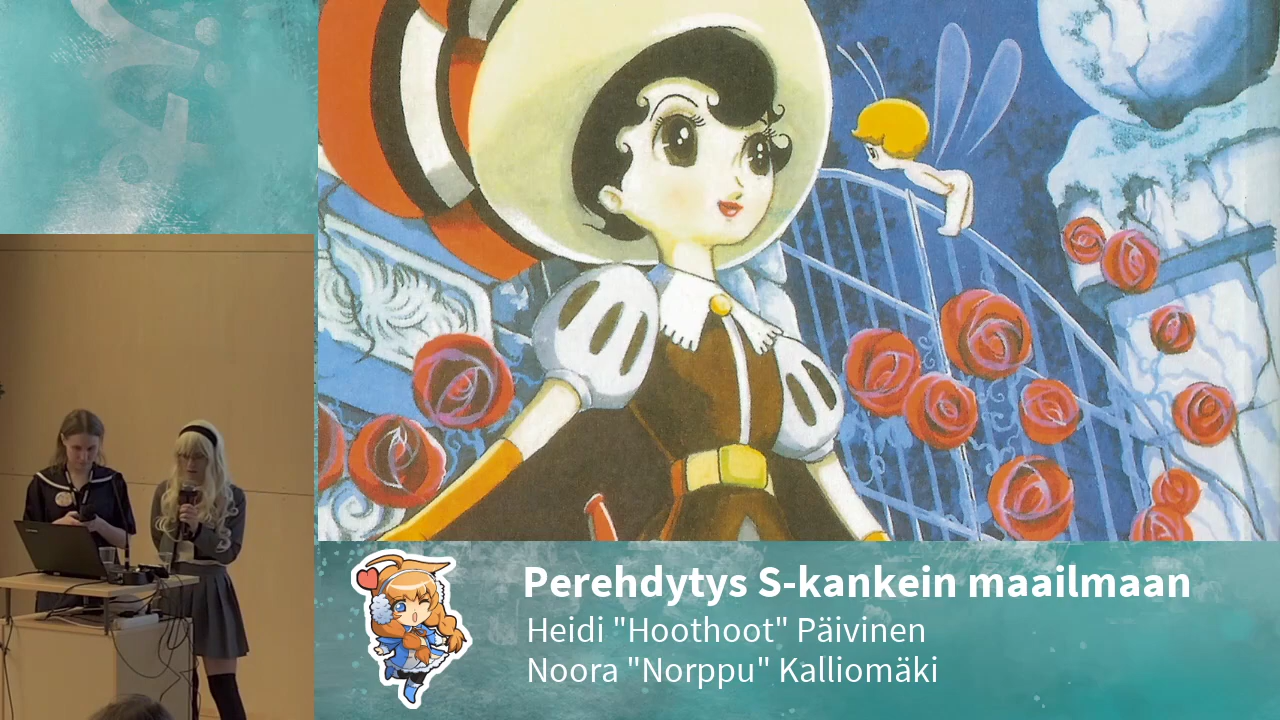 Perehdytys S-kankein maailmaan
Heidi "Hoothoot" Päivinen
Noora "Norppu" Kalliomäki